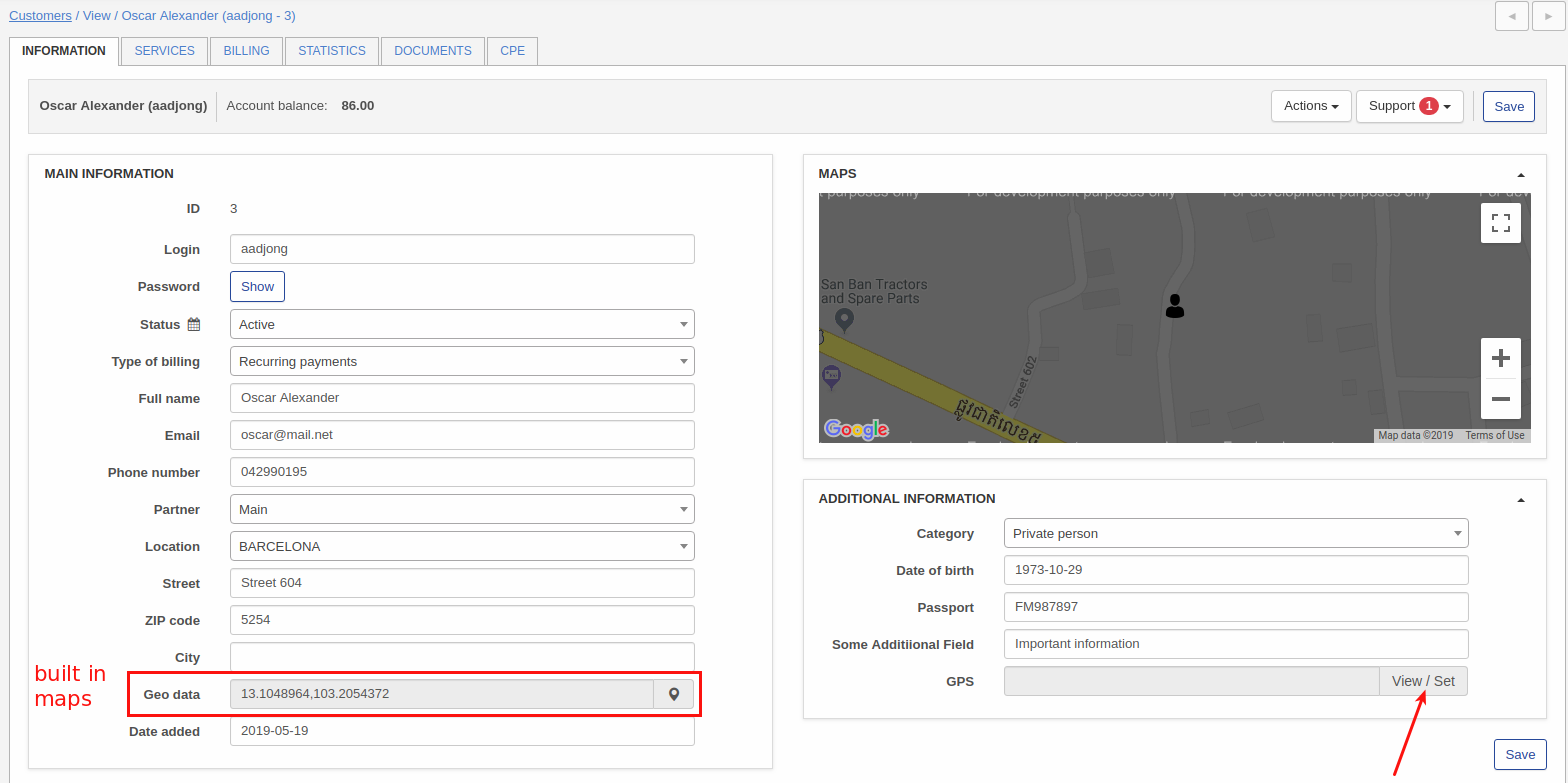 Customers / View / Oscar Alexander (aadjong - 3)
INFORMATION SERVICES BILLING STATISTICS DOCUMENTS CPE
Oscar Alexander (aadjong) Account balance: 86.00 Actions Support 1 Save
MAIN INFORMATION
ID 3
Login aadjong
Password Show
Status Active
Type of billing Recurring payments
Full name Oscar Alexander
Email oscar@mail.net
Phone number 042990195
Partner Main
Location BARCELONA
Street Street 604
ZIP code 5254
City
built in
maps
Geo data 13.1048964,103.2054372
Date added 2019-05-19
MAPS
purposes only For development purposes only For development purposes only For
San Ban Tractors
and Spare Parts
Street 602
Google
Map data ©2019 Terms of Use
ADDITIONAL INFORMATION
Category Private person
Date of birth 1973-10-29
Passport FM987897
Some Additiional Field Important information
GPS View / Set
Save